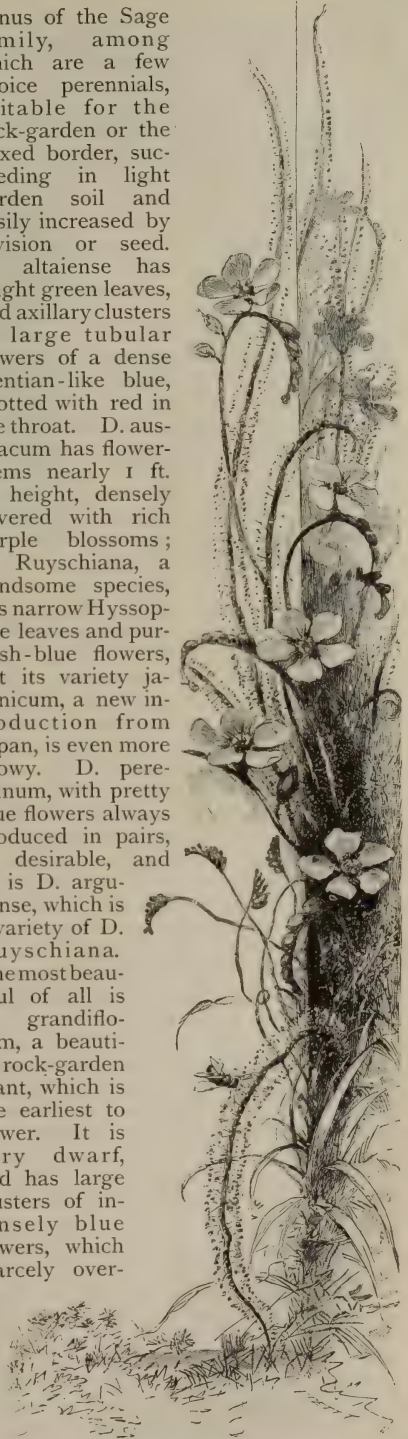 nus of the Sage
mily, among
hich are a few
oice perennials,
itable for the
ck-garden or the
xed border, suc-
eding in light
rden soil and
sily increased by
vision or seed.
altaiense has
ight green leaves,
d axillary clusters
large tubular
wers of a dense
entian-like blue,
otted with red in
e throat. D. aus-
acum has flower-
ems nearly 1 ft.
height, densely
vered with rich
rple blossoms;
Ruyschiana, a
ndsome species,
s narrow Hyssop-
e leaves and pur-
sh-blue flowers,
t its variety ja-
nicum, a new in-
oduction from
pan, is even more
owy. D. pere-
inum, with pretty
ue flowers always
oduced in pairs,
desirable, and
is D. argu-
nse, which is
variety of D.
uyschiana.
he most beau-
ul of all is
grandiflo-
m, a beauti-
rock-garden
ant, which is
e earliest to
wer. It is
ry dwarf,
d has large
usters of in-
nsely blue
wers, which
arcely over-